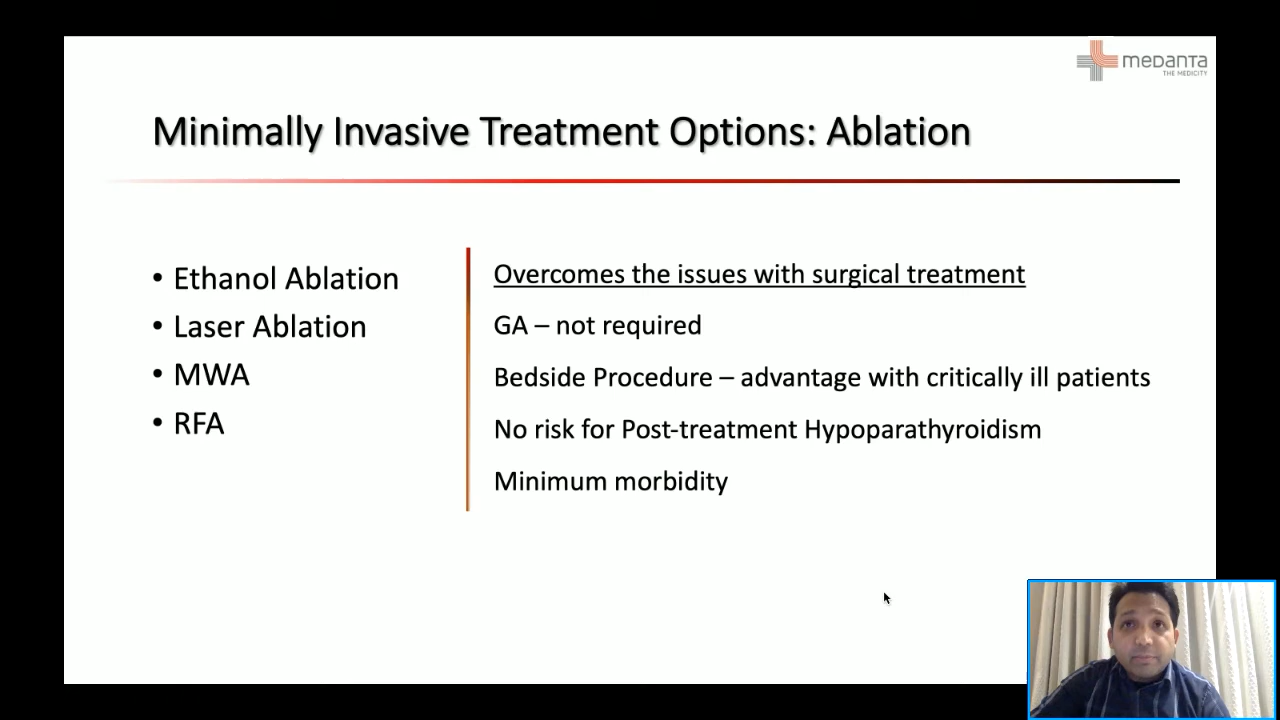 medanta
THE MEDICITY
Minimally Invasive Treatment Options: Ablation
• Ethanol Ablation
• Laser Ablation
• MWA
• RFA
Overcomes the issues with surgical treatment
GA – not required
Bedside Procedure – advantage with critically ill patients
No risk for Post-treatment Hypoparathyroidism
Minimum morbidity